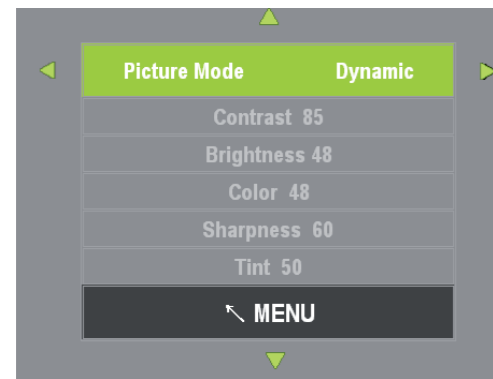 Picture Mode Dynamic
Contrast 85
Brightness 48
Color 48
Sharpness 60
Tint 50
MENU